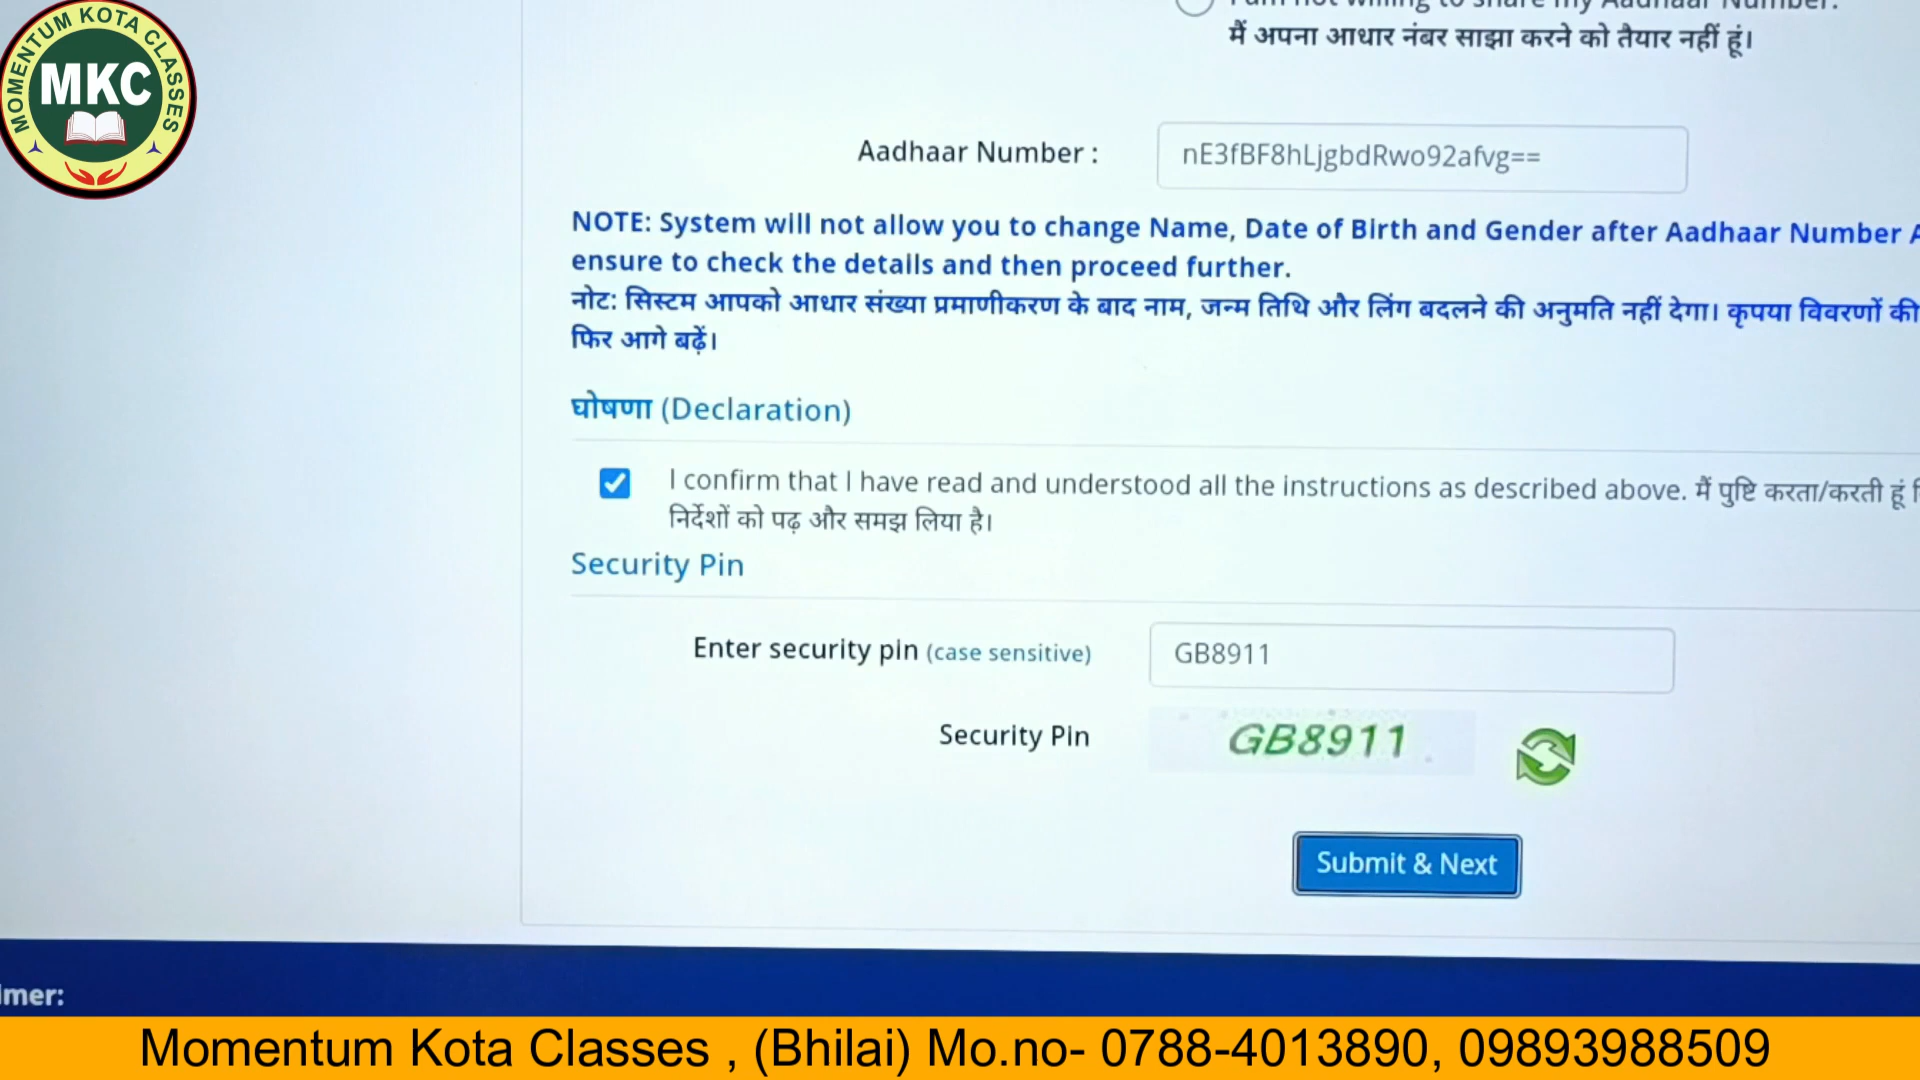 MOMENTUM KOTA CLASSES
MKC
मैं अपना आधार नंबर साझा करने को तैयार नहीं हूं।
Aadhaar Number :
nE3fBF8hLjgbdRwo92afvg==
NOTE: System will not allow you to change Name, Date of Birth and Gender after Aadhaar Number A
ensure to check the details and then proceed further.
नोट: सिस्टम आपको आधार संख्या प्रमाणीकरण के बाद नाम, जन्म तिथि और लिंग बदलने की अनुमति नहीं देगा। कृपया विवरणों की
फिर आगे बढ़ें।
घोषणा (Declaration)
I confirm that I have read and understood all the instructions as described above. मैं पुष्टि करता/करती हूं
निर्देशों को पढ़ और समझ लिया है।
Security Pin
Enter security pin (case sensitive)
GB8911
Security Pin
GB8911
Submit & Next
imer:
Momentum Kota Classes , (Bhilai) Mo.no- 0788-4013890, 09893988509